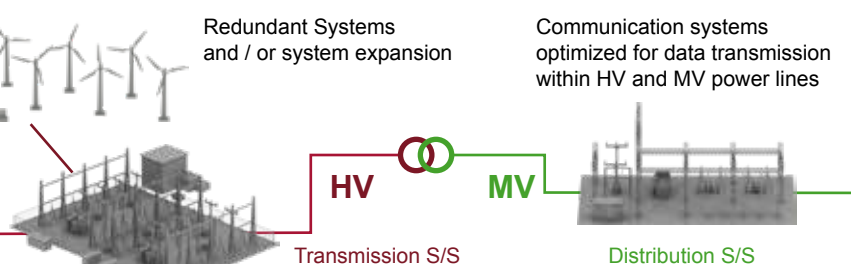 Redundant Systems
and / or system expansion
Communication systems
optimized for data transmission
within HV and MV power lines
HV
MV
Transmission S/S
Distribution S/S